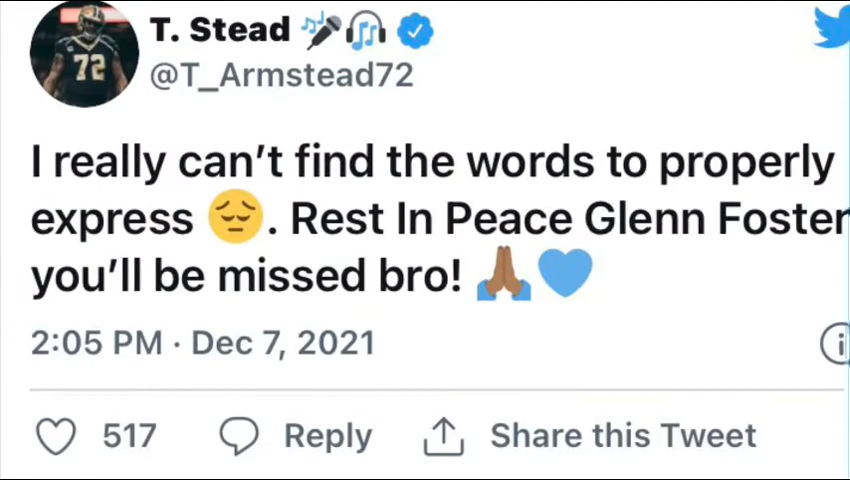 T. Stead 🎶🎤🎧
@T_Armstead72
72
I really can't find the words to properly
express 😔. Rest In Peace Glenn Foster
you'll be missed bro! 🙏🏾💙
2:05 PM · Dec 7, 2021
517 Reply Share this Tweet